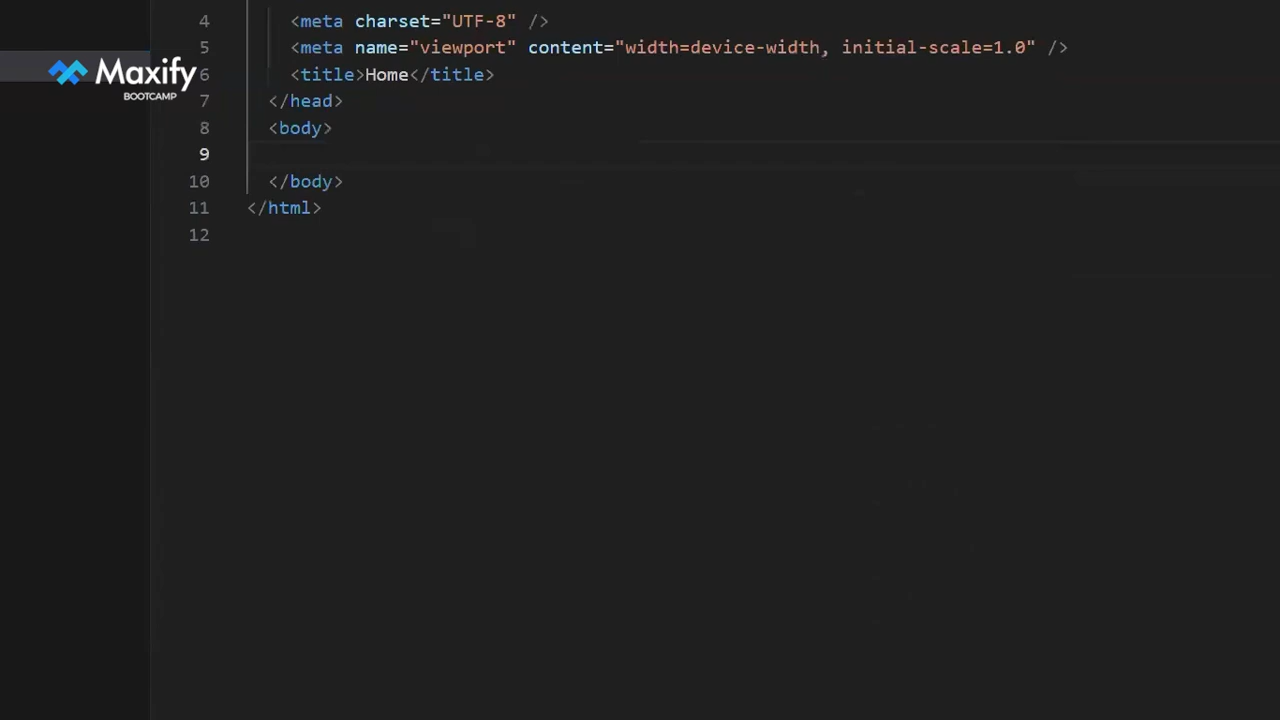 4 <meta charset="UTF-8" />
5 <meta name="viewport" content="width=device-width, initial-scale=1.0" />
Maxify
BOOTCAMP
6 <title>Home</title>
7 </head>
8 <body>
9
10 </body>
11 </html>
12